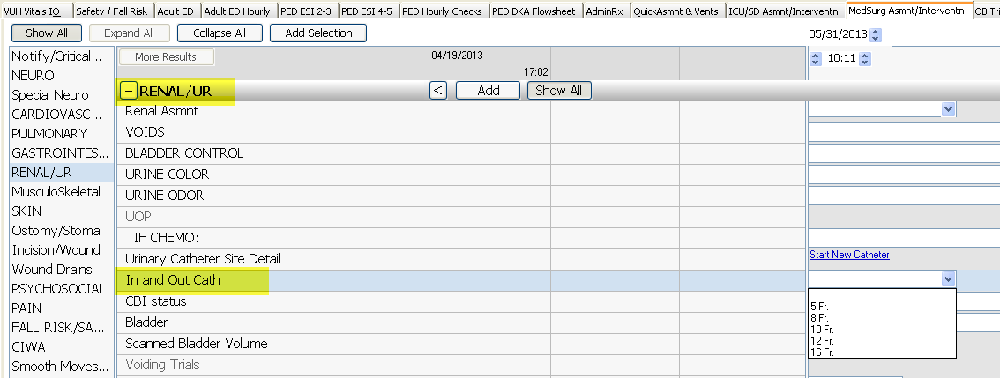 VUH Vitals IO Safety / Fall Risk Adult ED Adult ED Hourly PED ESI 2-3 PED ESI 4-5 PED Hourly Checks PED DKA Flowsheet AdminRx QuickAsmnt & Vents ICU/SD Asmnt/Interventn MedSurg Asmnt/Interventn OB Tri
Show All Expand All Collapse All Add Selection 05/31/2013
Notify/Critical... More Results 04/19/2013 10:11
NEURO 17:02
Special Neuro − RENAL/UR < Add Show All
CARDIOVASC... Renal Asmnt
PULMONARY VOIDS
GASTROINTES... BLADDER CONTROL
RENAL/UR URINE COLOR
MusculoSkeletal URINE ODOR
SKIN UOP
Ostomy/Stoma IF CHEMO:
Incision/Wound Urinary Catheter Site Detail Start New Catheter
Wound Drains In and Out Cath
PSYCHOSOCIAL CBI status
PAIN 5 Fr.
8 Fr.
FALL RISK/SA... Bladder 10 Fr.
CIWA Scanned Bladder Volume 12 Fr.
16 Fr.
Smooth Moves... Voiding Trials